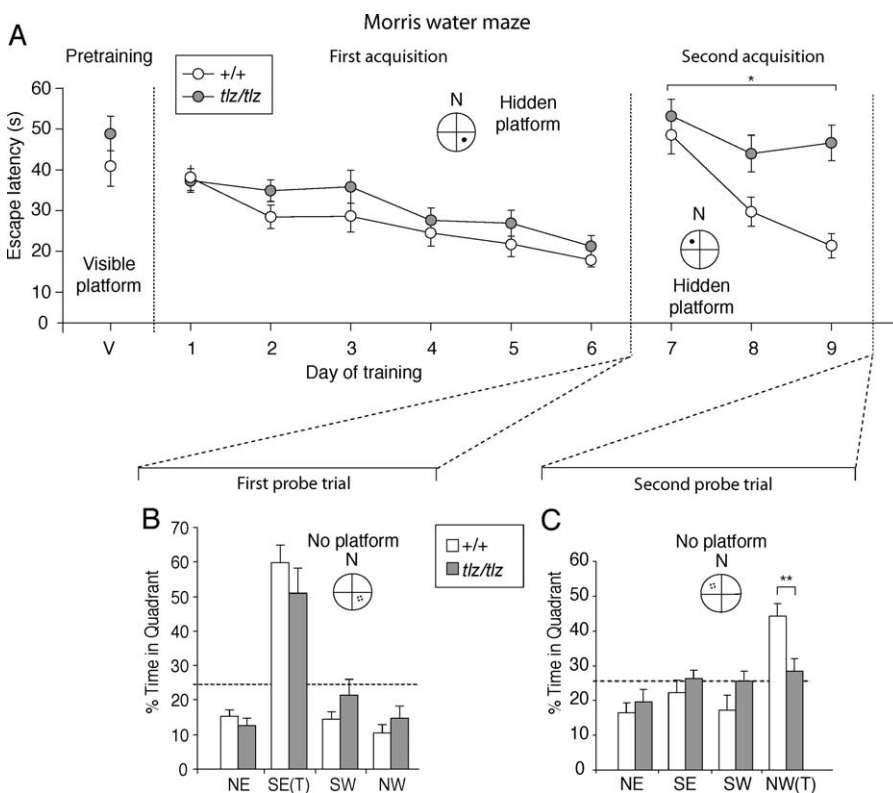 Morris water maze
A
Pretraining
First acquisition
Second acquisition
+/+
tlz/tlz
N
Hidden
platform
*
Escape latency (s)
60
50
40
30
20
10
0
Visible
platform
N
Hidden
platform
V
1
2
3
4
5
6
7
8
9
Day of training
First probe trial
Second probe trial
B
% Time in Quadrant
70
60
50
40
30
20
10
0
No platform
N
+/+
tlz/tlz
NE
SE(T)
SW
NW
C
% Time in Quadrant
60
50
40
30
20
10
0
No platform
N
**
NE
SE
SW
NW(T)